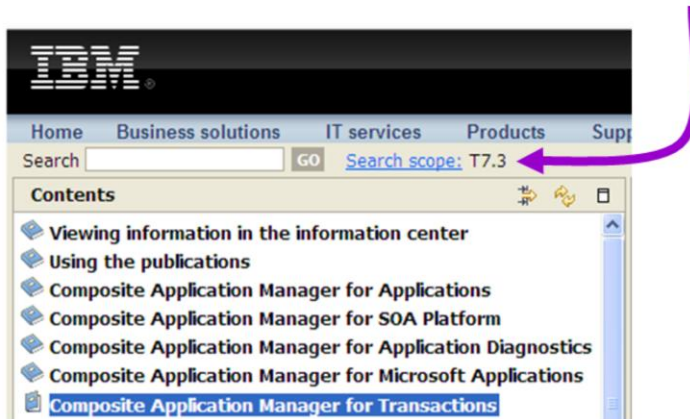 IBM®
Home Business solutions IT services Products Supp
Search GO Search scope: T7.3
Contents
Viewing information in the information center
Using the publications
Composite Application Manager for Applications
Composite Application Manager for SOA Platform
Composite Application Manager for Application Diagnostics
Composite Application Manager for Microsoft Applications
Composite Application Manager for Transactions